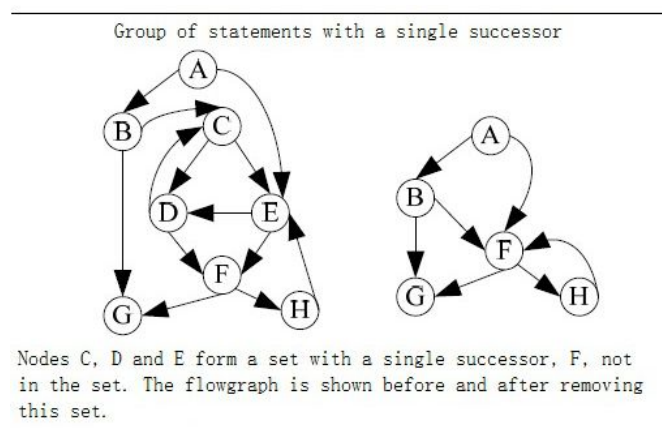 Group of statements with a single successor
A
B
C
D
E
F
G
H
A
B
F
G
H
Nodes C, D and E form a set with a single successor, F, not
in the set. The flowgraph is shown before and after removing
this set.